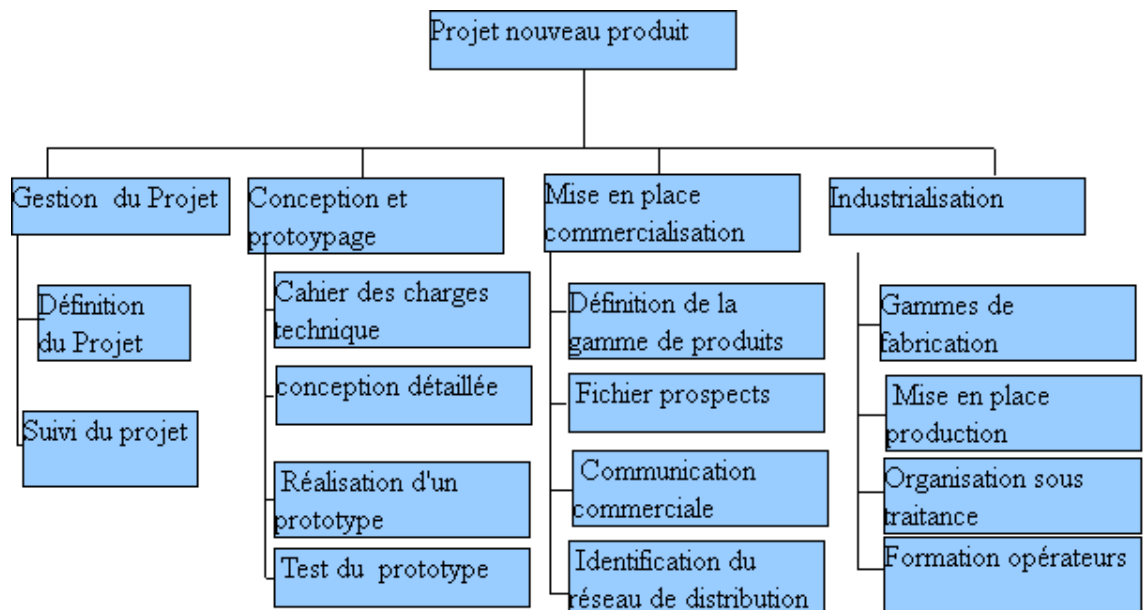 Projet nouveau produit
Gestion du Projet
Définition
du Projet
Suivi du projet
Conception et
protoypage
Cahier des charges
technique
conception détaillée
Réalisation d'un
prototype
Test du prototype
Mise en place
commercialisation
Définition de la
gamme de produits
Fichier prospects
Communication
commerciale
Identification du
réseau de distribution
Industrialisation
Gammes de
fabrication
Mise en place
production
Organisation sous
traitance
Formation opérateurs